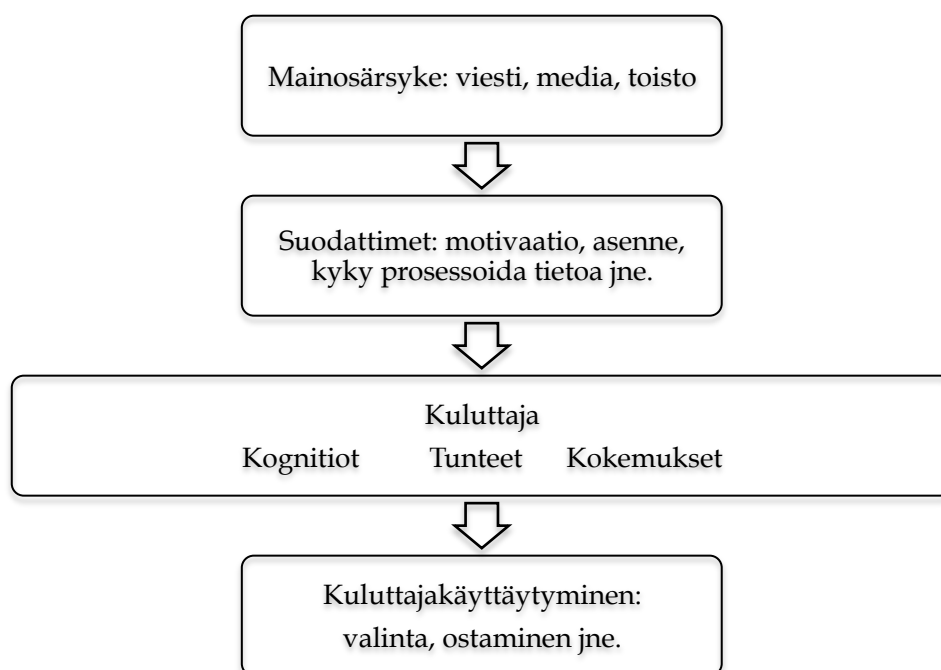 Mainosärsyke: viesti, media, toisto
Suodattimet: motivaatio, asenne,
kyky prosessoida tietoa jne.
Kuluttaja
Kognitiot Tunteet Kokemukset
Kuluttajakäyttäytyminen:
valinta, ostaminen jne.